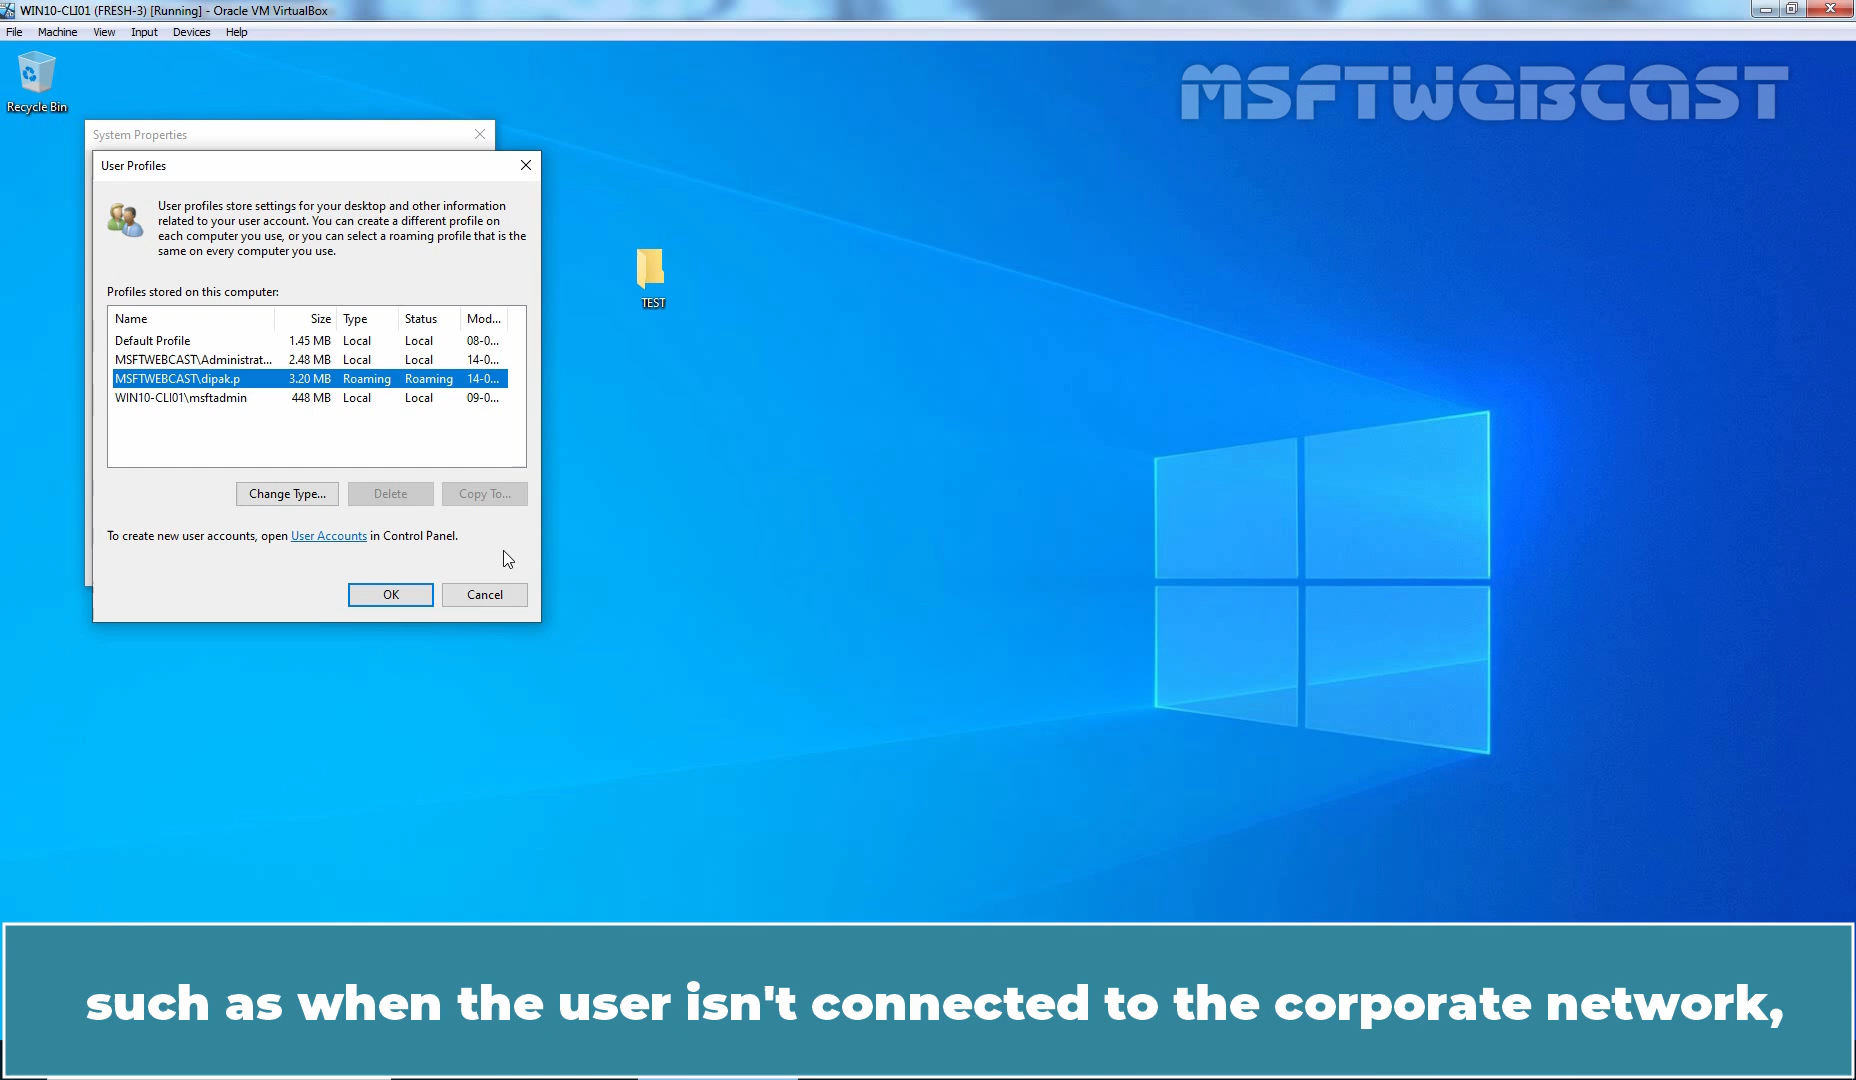 WIN10-CLI01 (FRESH-3) [Running] - Oracle VM VirtualBox
File Machine View Input Devices Help
Recycle Bin
MSFTWEBCAST
System Properties
User Profiles
User profiles store settings for your desktop and other information
related to your user account. You can create a different profile on
each computer you use, or you can select a roaming profile that is the
same on every computer you use.
TEST
Profiles stored on this computer:
Name Size Type Status Mod...
Default Profile 1.45 MB Local Local 08-0...
MSFTWEBCAST\Administrat... 2.48 MB Local Local 14-0...
MSFTWEBCAST\dipak.p 3.20 MB Roaming Roaming 14-0...
WIN10-CLI01\msftadmin 448 MB Local Local 09-0...
Change Type... Delete Copy To...
To create new user accounts, open User Accounts in Control Panel.
OK Cancel
such as when the user isn't connected to the corporate network,